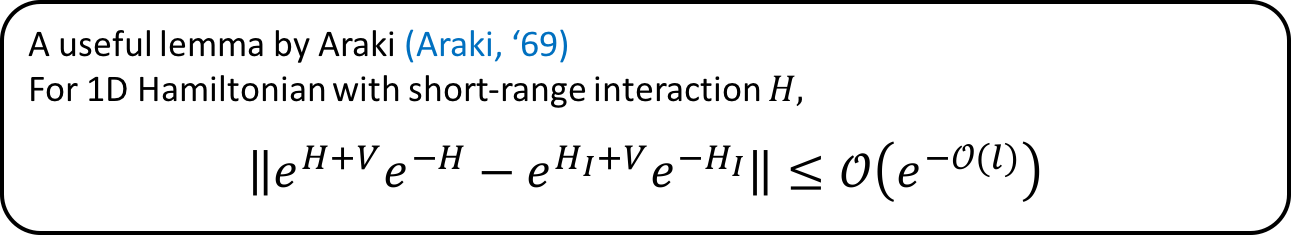 A useful lemma by Araki (Araki, ‘69)
For 1D Hamiltonian with short-range interaction H,
‖e^{H+V} e^{−H} − e^{H_I+V} e^{−H_I}‖ ≤ 𝒪(e^{−𝒪(l)})